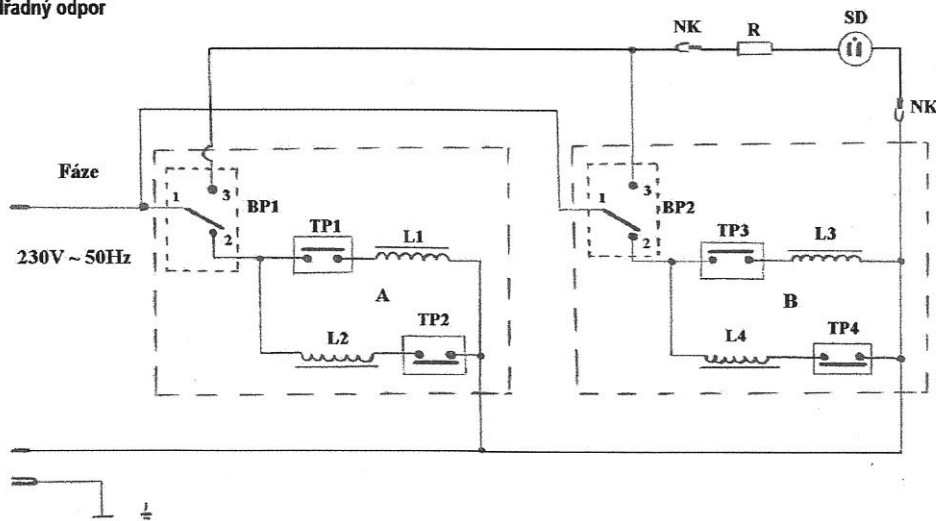 odpor
NK
R
SD
NK
Fáze
1
3
BP1
2
TP1
L1
1
3
BP2
2
TP3
L3
230V ~ 50Hz
A
B
L2
TP2
L4
TP4